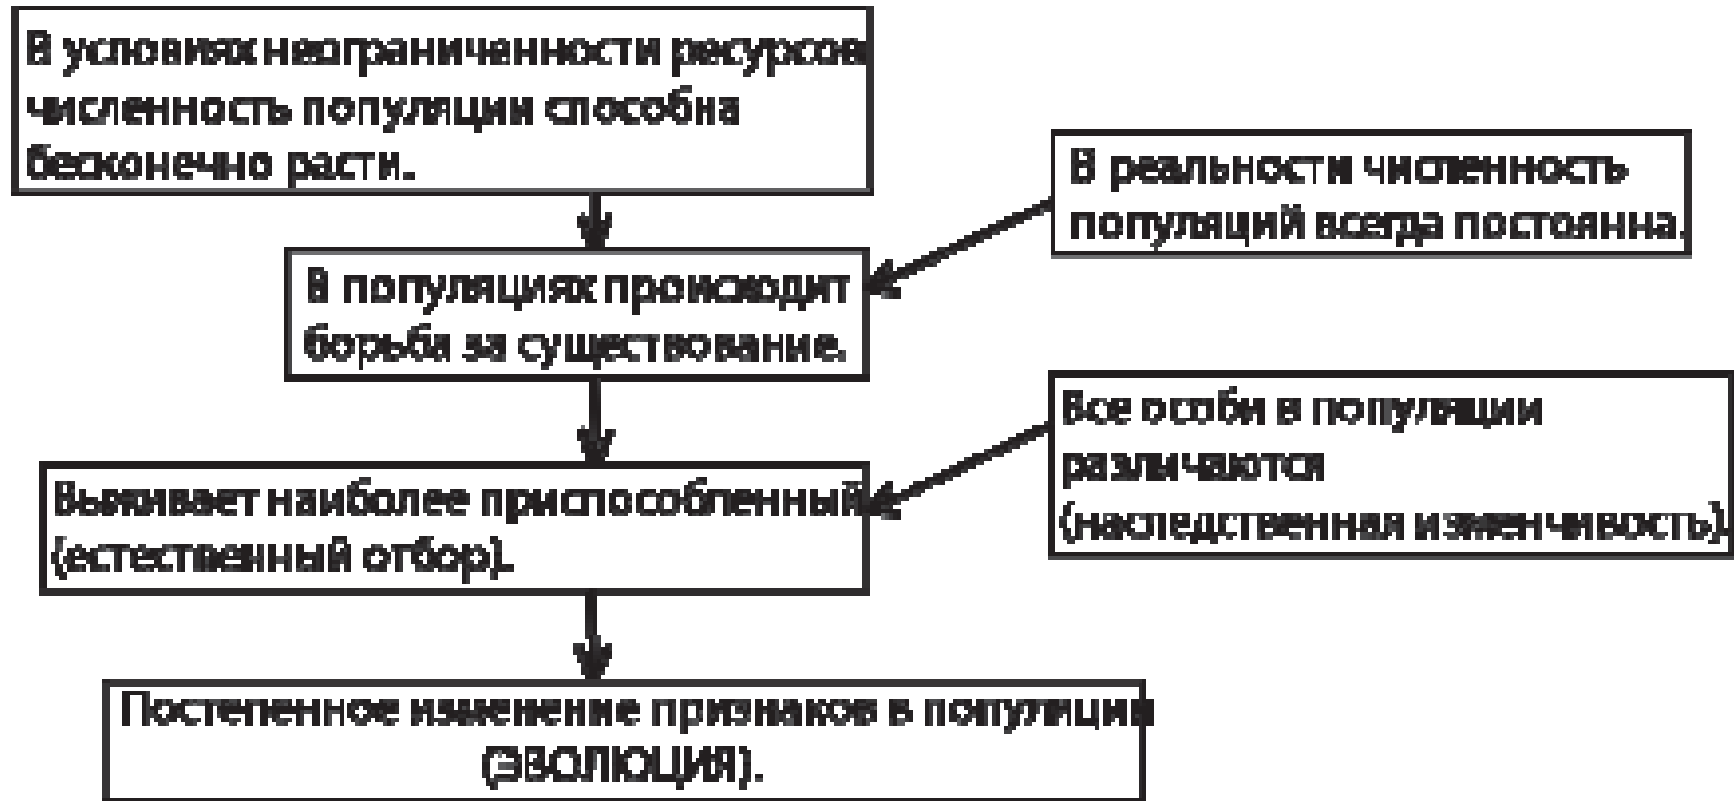 В условиях неограниченности ресурсов
численность популяции способна
бесконечно расти.
В реальности численность
популяций всегда постоянна.
В популяциях происходит
борьба за существование.
Все особи в популяции
различаются
(наследственная изменчивость).
Выживает наиболее приспособленный
(естественный отбор).
Постепенное изменение признаков в популяции
(ЭВОЛЮЦИЯ).